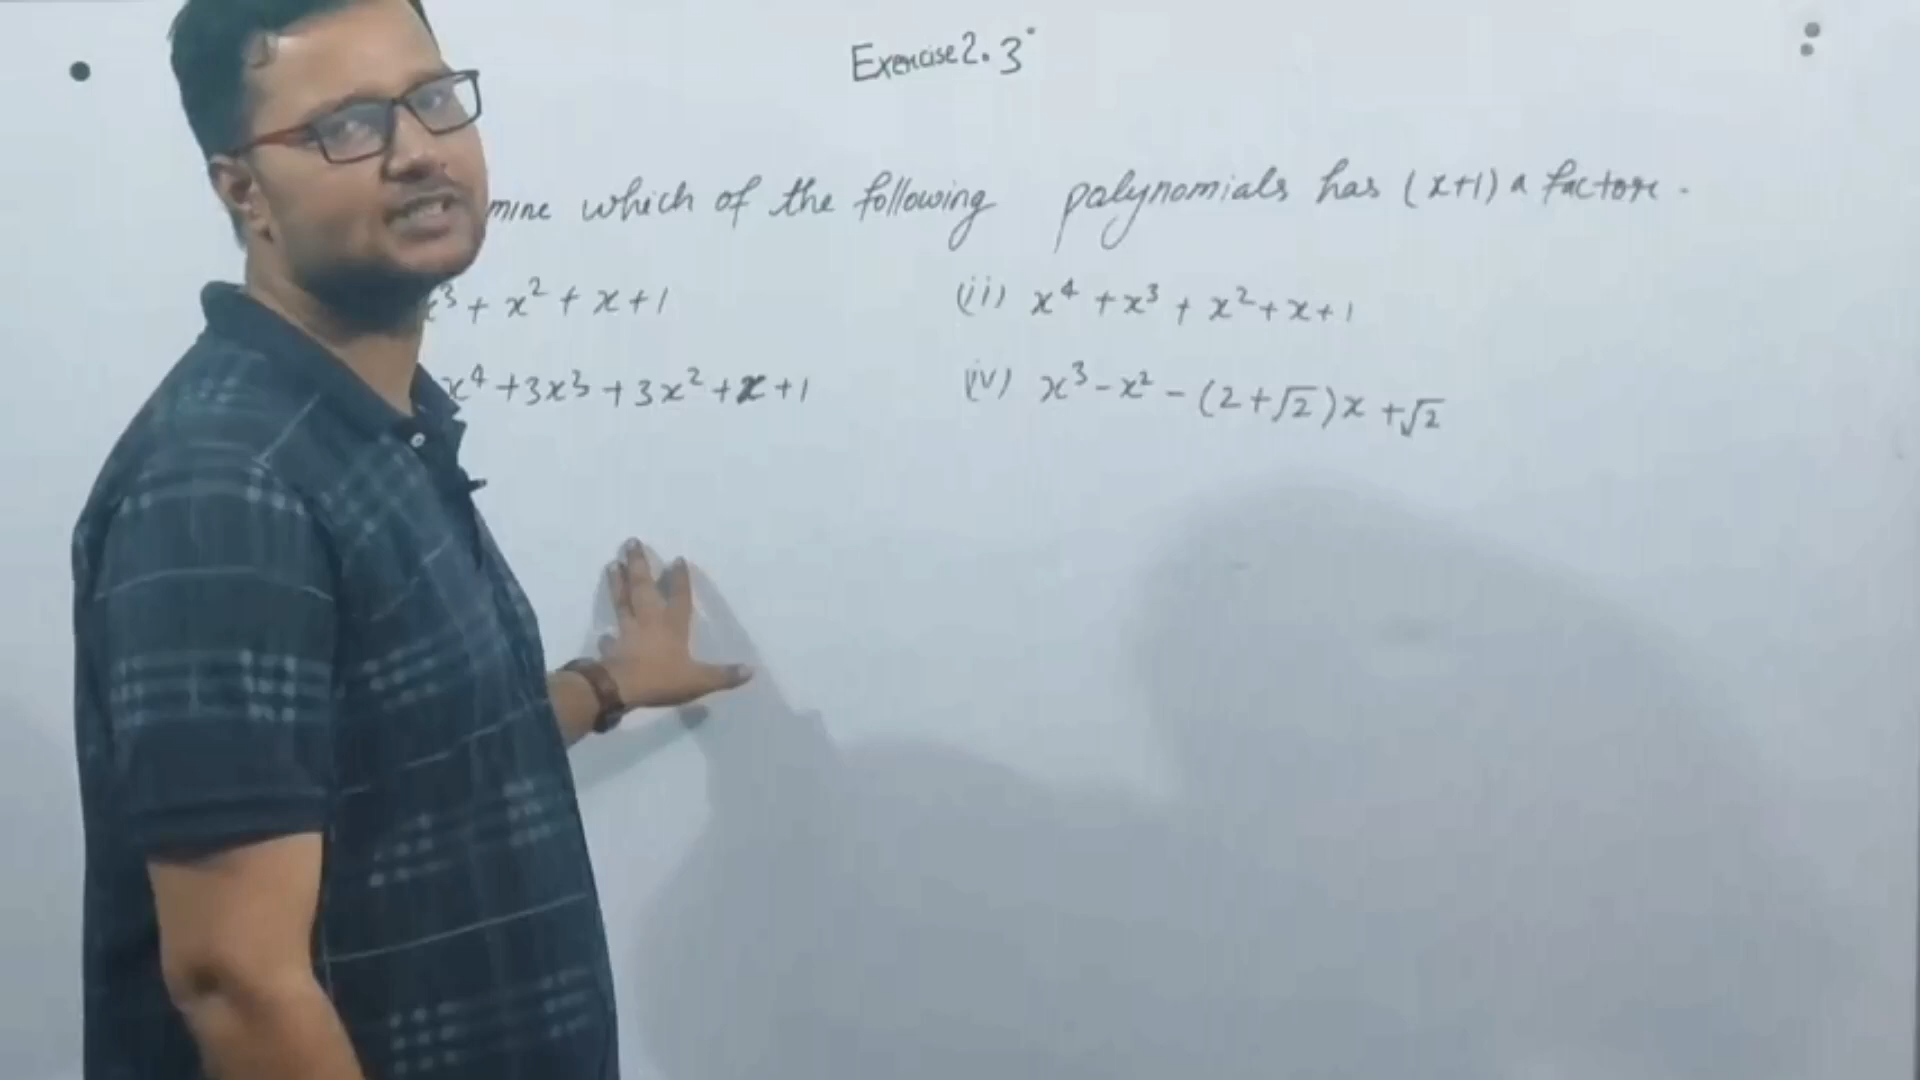 Exercise 2.3
mine which of the following polynomials has (x+1) a factore.
x³ + x² + x + 1 (ii) x⁴ + x³ + x² + x + 1
x⁴ + 3x³ + 3x² + x + 1 (iv) x³ - x² - (2+√2)x + √2